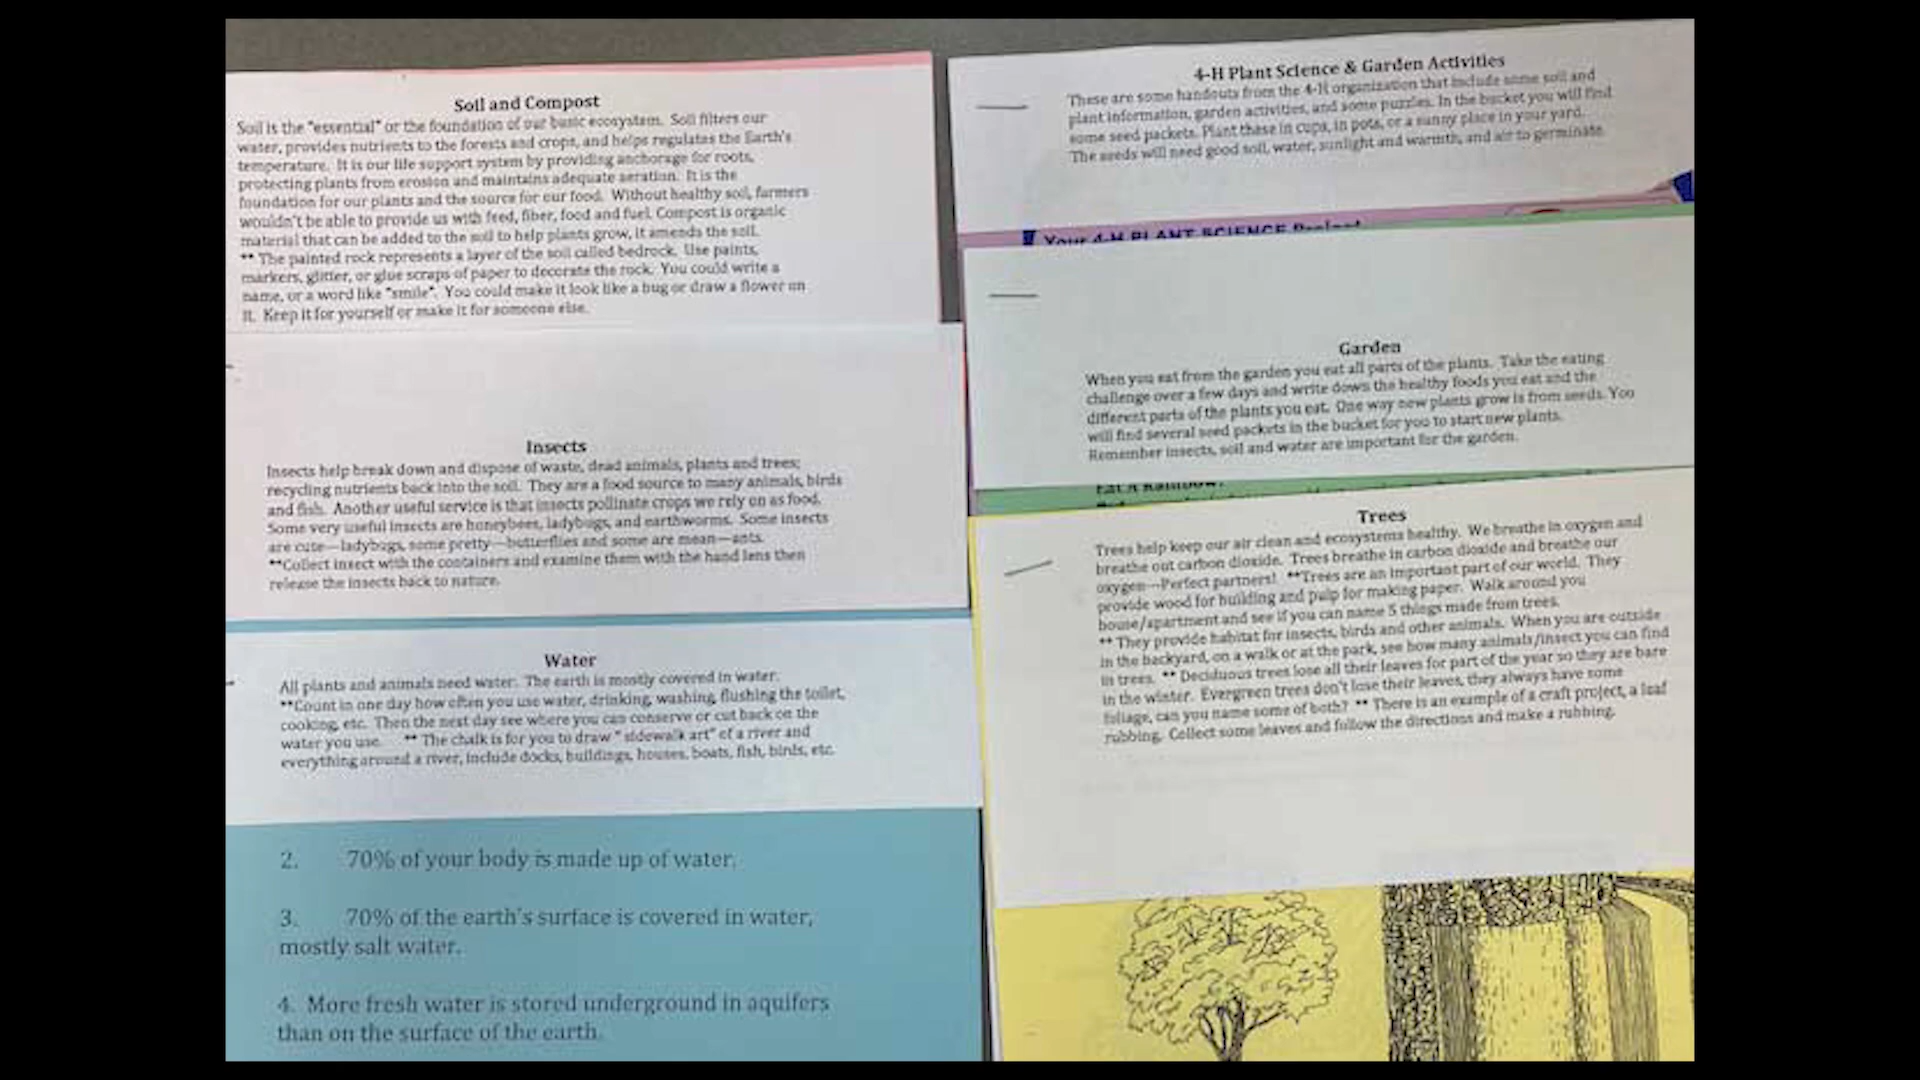 Soil and Compost
Soil is the "essential" or the foundation of our basic ecosystem. Soil filters our
water, provides nutrients to the forests and crops, and helps regulates the Earth's
temperature. It is our life support system by providing anchorage for roots,
protecting plants from erosion and maintains adequate aeration. It is the
foundation for our plants and the source for our food. Without healthy soil, farmers
wouldn't be able to provide us with feed, fiber, food and fuel. Compost is organic
material that can be added to the soil to help plants grow, it amends the soil.
** The painted rock represents a layer of the soil called bedrock. Use paints,
markers, glitter, or glue scraps of paper to decorate the rock. You could write a
name, or a word like "smile". You could make it look like a bug or draw a flower on
it. Keep it for yourself or make it for someone else.
Insects
Insects help break down and dispose of waste, dead animals, plants and trees;
recycling nutrients back into the soil. They are a food source to many animals, birds
and fish. Another useful service is that insects pollinate crops we rely on as food.
Some very useful insects are honeybees, ladybugs, and earthworms. Some insects
are cute—ladybugs, some pretty—butterflies and some are mean—ants.
**Collect insect with the containers and examine them with the hand lens then
release the insects back to nature.
Water
All plants and animals need water. The earth is mostly covered in water.
**Count in one day how often you use water, drinking, washing, flushing the toilet,
cooking, etc. Then the next day see where you can conserve or cut back on the
water you use. ** The chalk is for you to draw " sidewalk art" of a river and
everything around a river, include docks, buildings, houses, boats, fish, birds, etc.
2. 70% of your body is made up of water.
3. 70% of the earth's surface is covered in water,
mostly salt water.
4. More fresh water is stored underground in aquifers
than on the surface of the earth.
4-H Plant Science & Garden Activities
These are some handouts from the 4-H organization that include some soil and
plant information, garden activities, and some puzzles. In the bucket you will find
some seed packets. Plant these in cups, in pots, or a sunny place in your yard.
The seeds will need good soil, water, sunlight and warmth, and air to germinate.
Your 4-H PLANT SCIENCE Project
Garden
When you eat from the garden you eat all parts of the plants. Take the eating
challenge over a few days and write down the healthy foods you eat and the
different parts of the plants you eat. One way new plants grow is from seeds. You
will find several seed packets in the bucket for you to start new plants.
Remember insects, soil and water are important for the garden.
Eat A Rainbow!
Trees
Trees help keep our air clean and ecosystems healthy. We breathe in oxygen and
breathe out carbon dioxide. Trees breathe in carbon dioxide and breathe our
oxygen—Perfect partners! **Trees are an important part of our world. They
provide wood for building and pulp for making paper. Walk around you
house/apartment and see if you can name 5 things made from trees.
** They provide habitat for insects, birds and other animals. When you are outside
in the backyard, on a walk or at the park, see how many animals/insect you can find
in trees. ** Deciduous trees lose all their leaves for part of the year so they are bare
in the winter. Evergreen trees don't lose their leaves, they always have some
foliage, can you name some of both? ** There is an example of a craft project, a leaf
rubbing. Collect some leaves and follow the directions and make a rubbing.